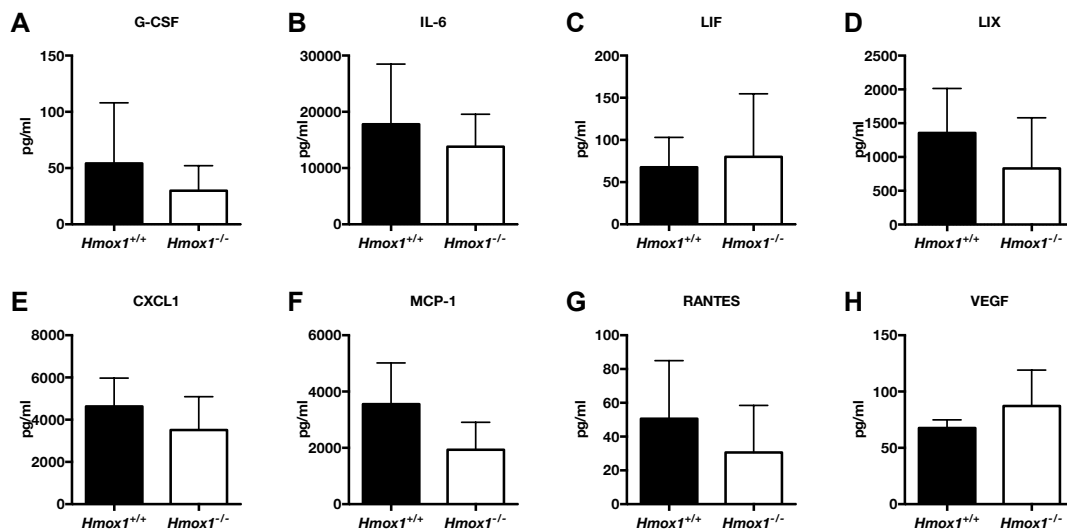 A G-CSF
150
100
50
0
pg/ml
Hmox1+/+ Hmox1-/-
B IL-6
30000
20000
10000
0
pg/ml
Hmox1+/+ Hmox1-/-
C LIF
200
150
100
50
0
pg/ml
Hmox1+/+ Hmox1-/-
D LIX
2500
2000
1500
1000
500
0
pg/ml
Hmox1+/+ Hmox1-/-
E CXCL1
8000
6000
4000
2000
0
pg/ml
Hmox1+/+ Hmox1-/-
F MCP-1
6000
4000
2000
0
pg/ml
Hmox1+/+ Hmox1-/-
G RANTES
100
80
60
40
20
0
pg/ml
Hmox1+/+ Hmox1-/-
H VEGF
150
100
50
0
pg/ml
Hmox1+/+ Hmox1-/-